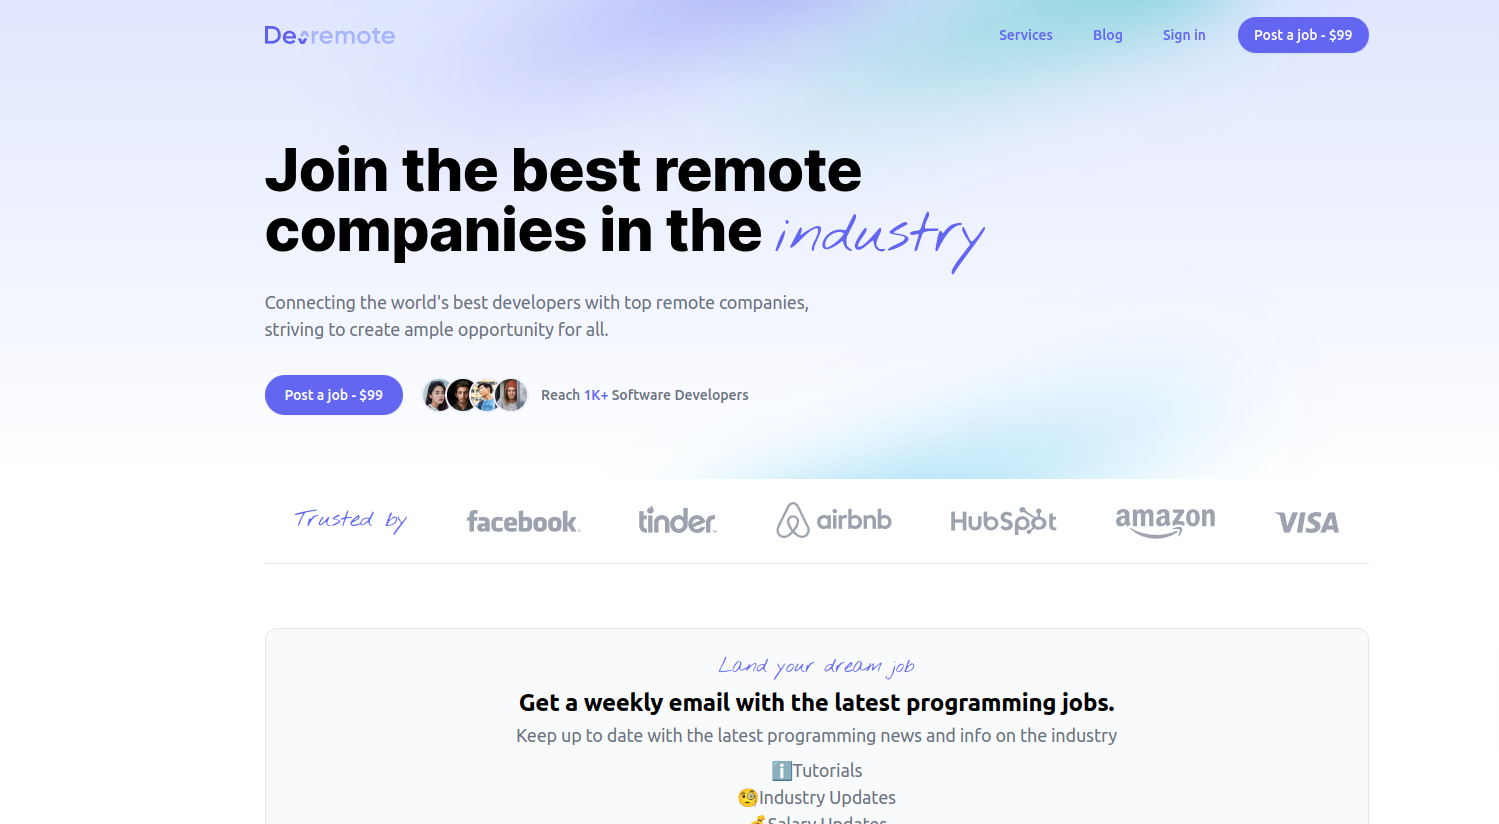 Devremote
Services
Blog
Sign in
Post a job - $99
Join the best remote
companies in the industry
Connecting the world's best developers with top remote companies,
striving to create ample opportunity for all.
Post a job - $99
Reach 1K+ Software Developers
Trusted by
facebook.
tinder
airbnb
HubSpot
amazon
VISA
Land your dream job
Get a weekly email with the latest programming jobs.
Keep up to date with the latest programming news and info on the industry
ℹ️Tutorials
🧐Industry Updates
💰Salary Updates